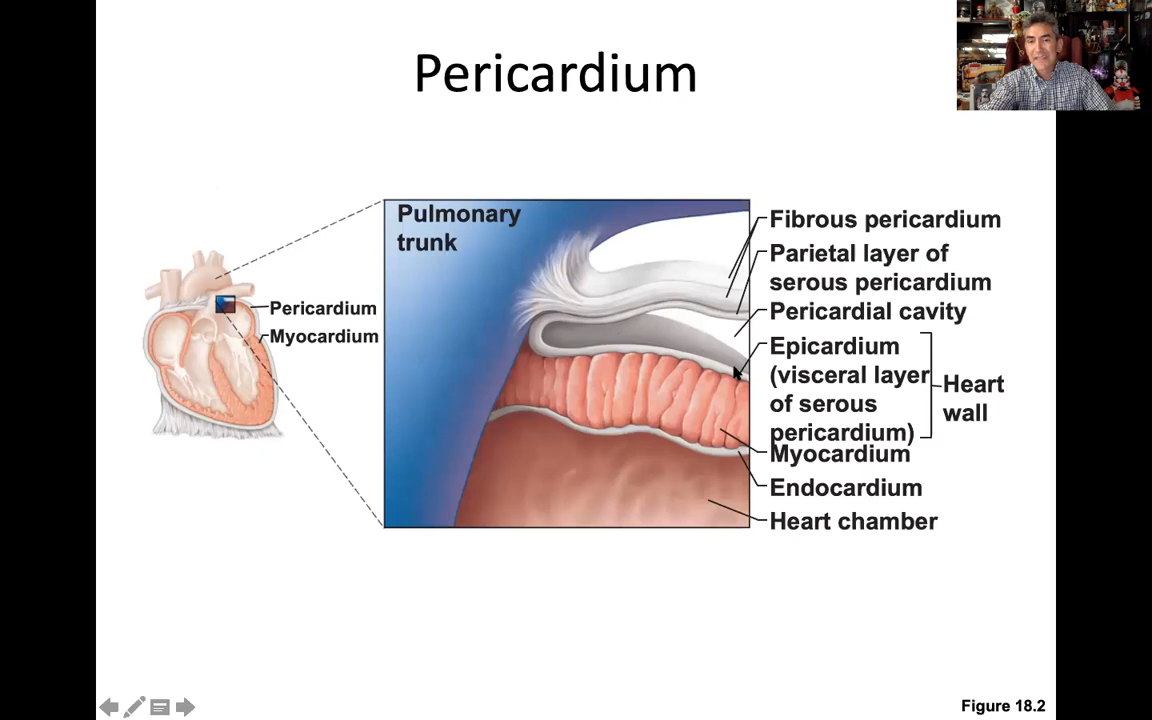 Pericardium
Pulmonary
trunk
Pericardium
Myocardium
Fibrous pericardium
Parietal layer of
serous pericardium
Pericardial cavity
Epicardium
(visceral layer
of serous
pericardium)
Heart
wall
Myocardium
Endocardium
Heart chamber
Figure 18.2